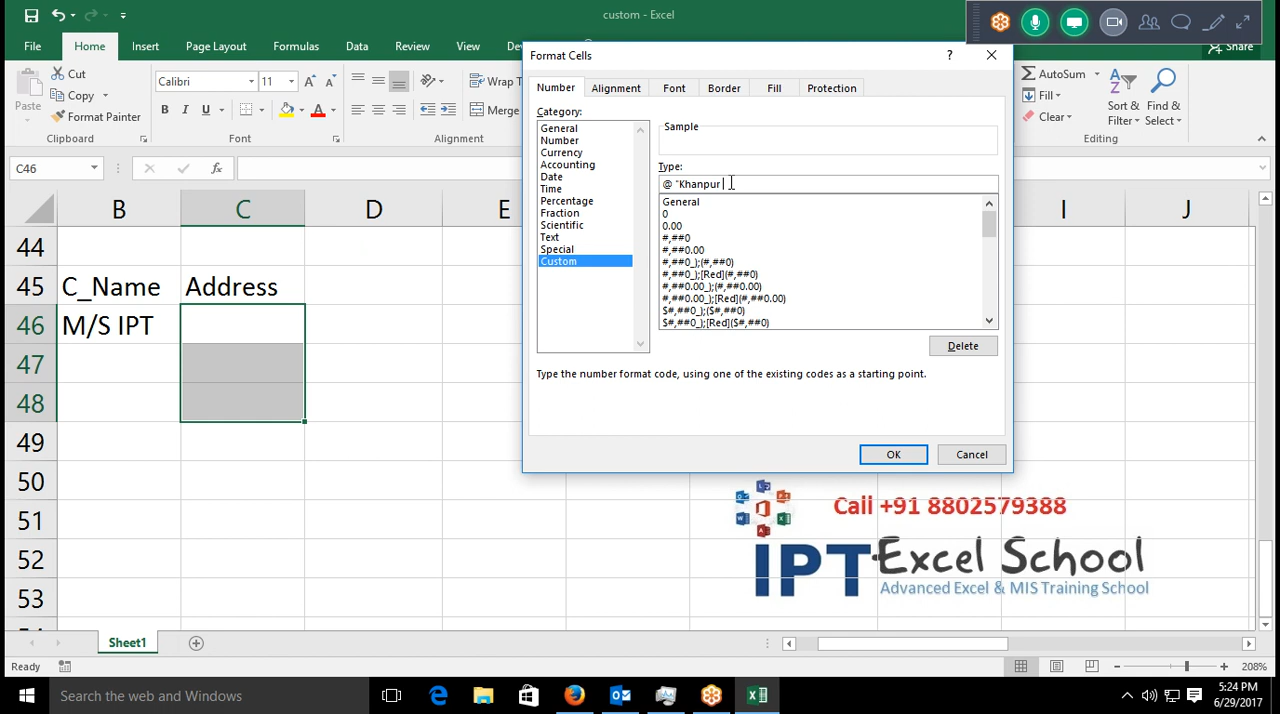 custom - Excel
File Home Insert Page Layout Formulas Data Review View De
Share
Cut
Copy
Format Painter
Paste
Clipboard
Calibri 11
B I U
Font
Wrap T
Merge
Alignment
AutoSum
Fill
Clear
Sort & Filter
Find & Select
Editing
C46
fx
Format Cells
?
Number Alignment Font Border Fill Protection
Category:
General
Number
Currency
Accounting
Date
Time
Percentage
Fraction
Scientific
Text
Special
Custom
Sample
Type:
@ "Khanpur
General
0
0.00
#,##0
#,##0.00
#,##0_);(#,##0)
#,##0_);[Red](#,##0)
#,##0.00_);(#,##0.00)
#,##0.00_);[Red](#,##0.00)
$#,##0_);($#,##0)
$#,##0_);[Red]($#,##0)
Delete
Type the number format code, using one of the existing codes as a starting point.
OK Cancel
B C D E I J
44
45 C_Name Address
46 M/S IPT
47
48
49
50
51
52
53
Call +91 8802579388
IPT Excel School
Advanced Excel & MIS Training School
Sheet1
Ready
208%
Search the web and Windows
5:24 PM
6/29/2017